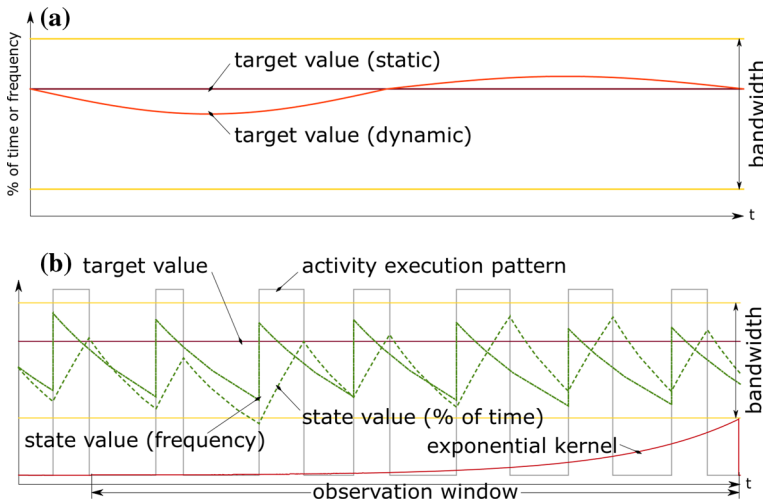 (a)
% of time or frequency
target value (static)
target value (dynamic)
bandwidth
t
(b)
target value
activity execution pattern
bandwidth
state value (% of time)
state value (frequency)
exponential kernel
t
observation window